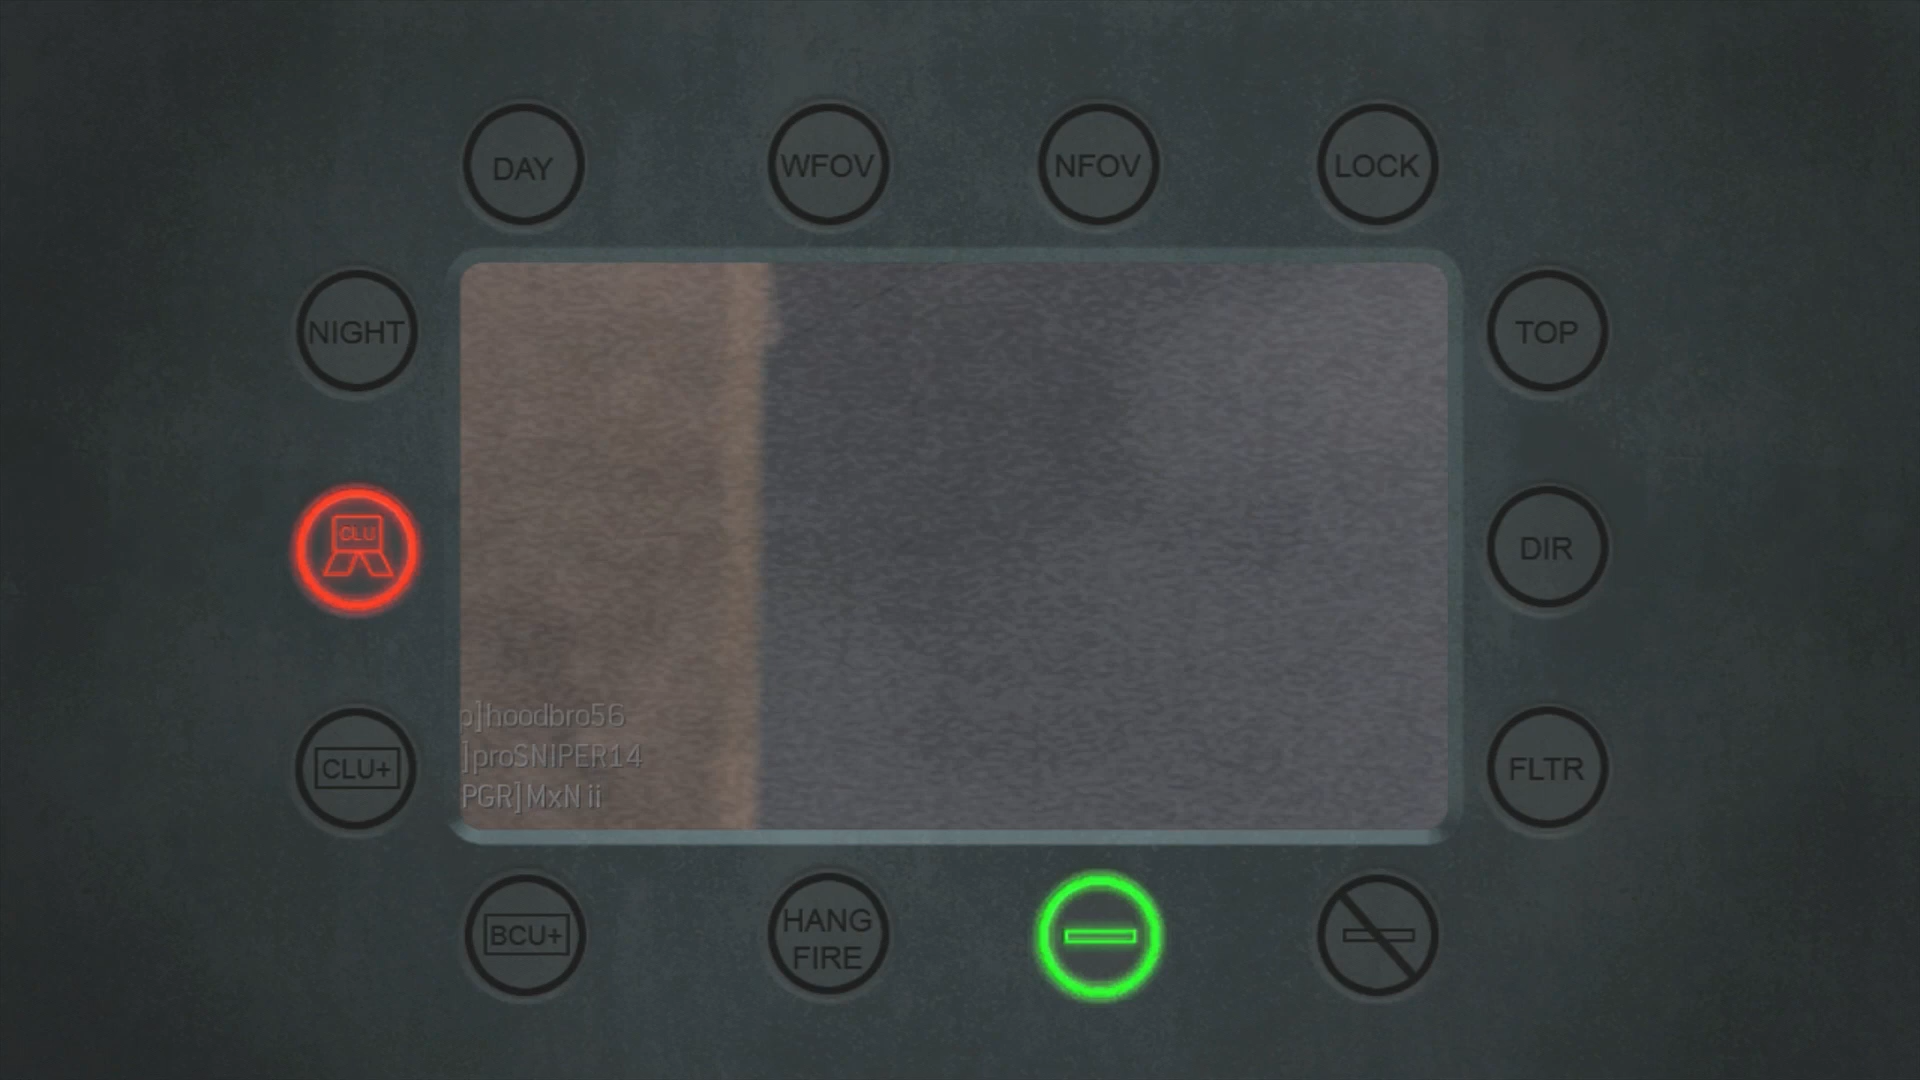 DAY
WFOV
NFOV
LOCK
NIGHT
TOP
CLU
DIR
p]hoodbro56
]proSNIPER14
PGR]MxN ii
CLU+
FLTR
BCU+
HANG
FIRE